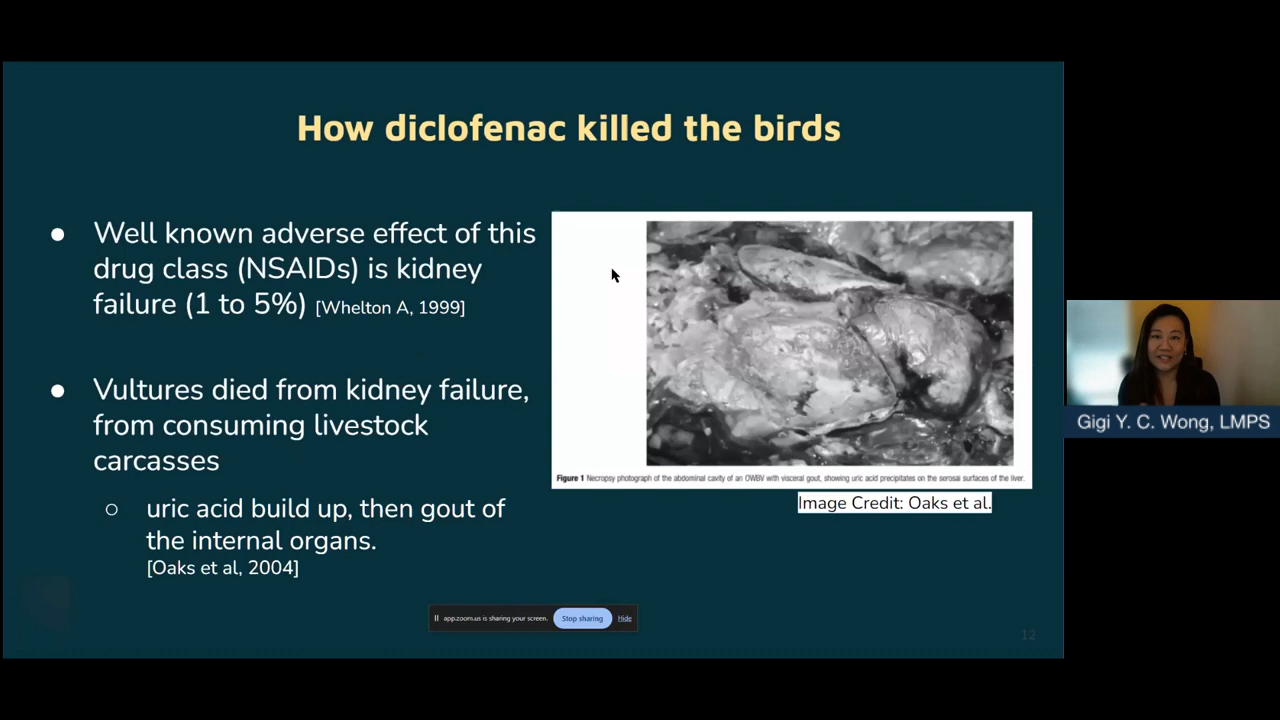 How diclofenac killed the birds
● Well known adverse effect of this
drug class (NSAIDs) is kidney
failure (1 to 5%) [Whelton A, 1999]
● Vultures died from kidney failure,
from consuming livestock
carcasses
○ uric acid build up, then gout of
the internal organs.
[Oaks et al, 2004]
Figure 1 Necropsy photograph of the abdominal cavity of an OWBV with visceral gout, showing uric acid precipitates on the serosal surfaces of the liver.
Image Credit: Oaks et al.
Gigi Y. C. Wong, LMPS
app.zoom.us is sharing your screen. Stop sharing Hide
12